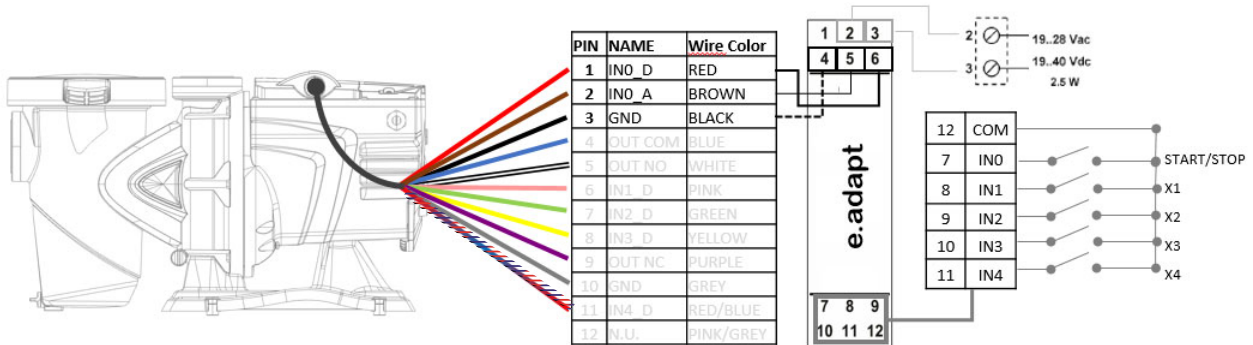 PIN NAME Wire Color
1 IN0_D RED
2 IN0_A BROWN
3 GND BLACK
4 OUT COM BLUE
5 OUT NO WHITE
6 IN1_D PINK
7 IN2_D GREEN
8 IN3_D YELLOW
9 OUT NC PURPLE
10 GND GREY
11 IN4_D RED/BLUE
12 N.U. PINK/GREY
1 2 3
4 5 6
e.adapt
7 8 9
10 11 12
2 19..28 Vac
3 19..40 Vdc
2.5 W
12 COM
7 IN0 START/STOP
8 IN1 X1
9 IN2 X2
10 IN3 X3
11 IN4 X4